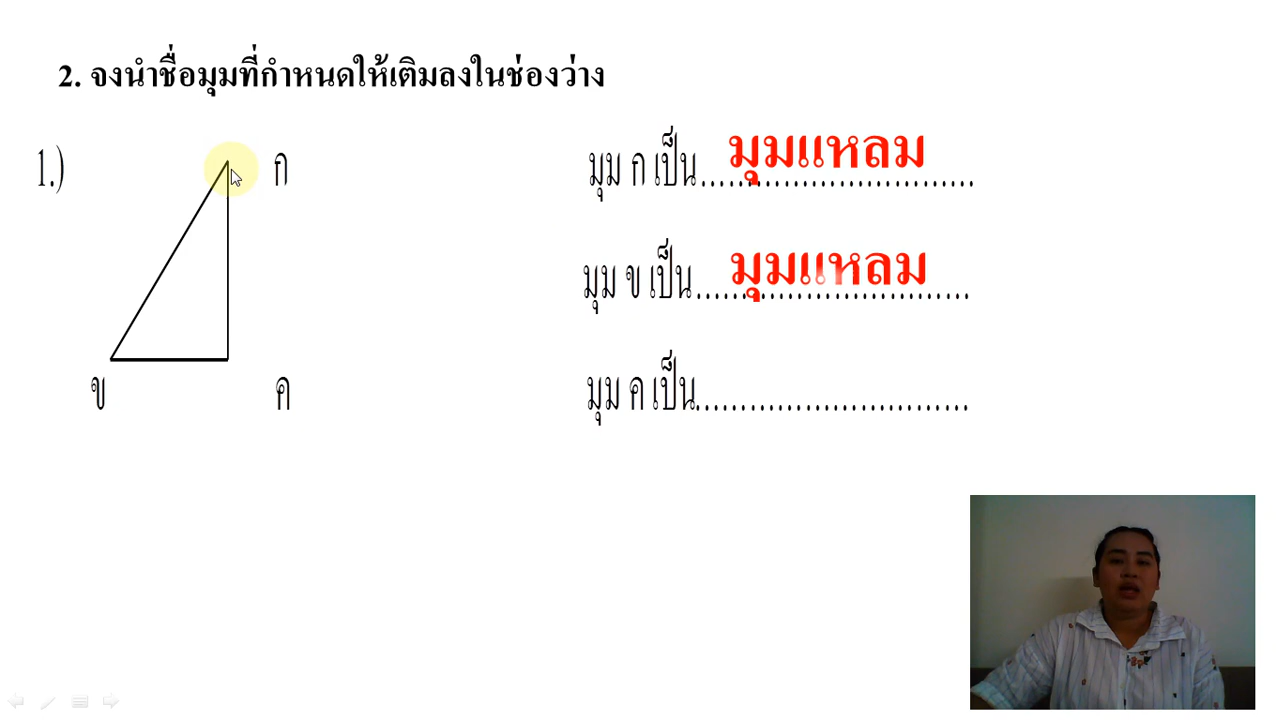 2. จงนำชื่อมุมที่กำหนดให้เติมลงในช่องว่าง
1.)
ก
มุม ก เป็น..............................
มุมแหลม
มุม ข เป็น..............................
มุมแหลม
ข
ค
มุม ค เป็น..............................